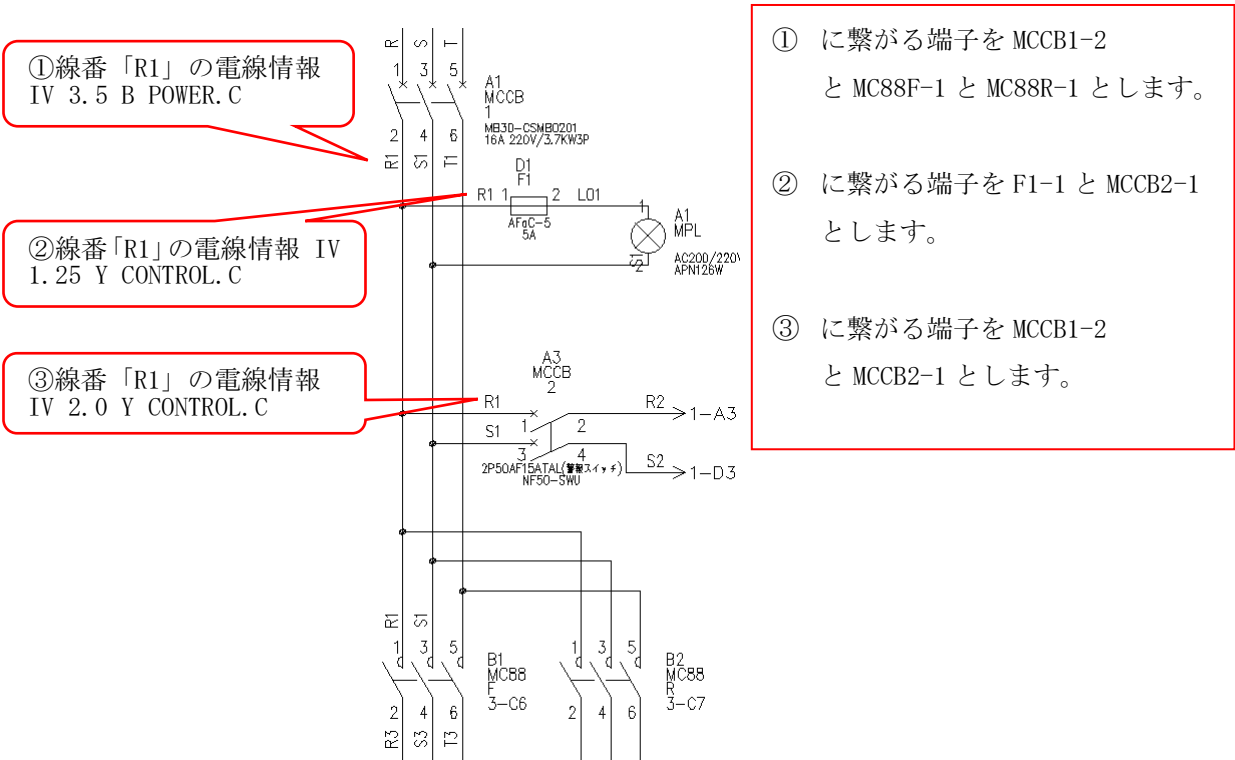 ①線番「R1」の電線情報
IV 3.5 B POWER.C
②線番「R1」の電線情報 IV
1.25 Y CONTROL.C
③線番「R1」の電線情報
IV 2.0 Y CONTROL.C
R S T
1 3 5
A1
MCCB
1
MB30-CSMB0201
16A 220V/3.7KW3P
2 4 6
R1 S1 T1
D1
F1
R1 1 2 L01
AFaC-5
5A
1
A1
MPL
AC200/220V
APN126W
S1
2
A3
MCCB
2
R1 R2
1 2
1-A3
S1
3 4
S2
1-D3
2P50AF15ATAL(警報スイッチ)
NF50-SWU
R1 S1
1 3 5
B1
MC88
F
3-C6
2 4 6
R3 S3 T3
1 3 5
B2
MC88
R
3-C7
2 4 6
① に繋がる端子を MCCB1-2
と MC88F-1 と MC88R-1 とします。
② に繋がる端子を F1-1 と MCCB2-1
とします。
③ に繋がる端子を MCCB1-2
と MCCB2-1 とします。